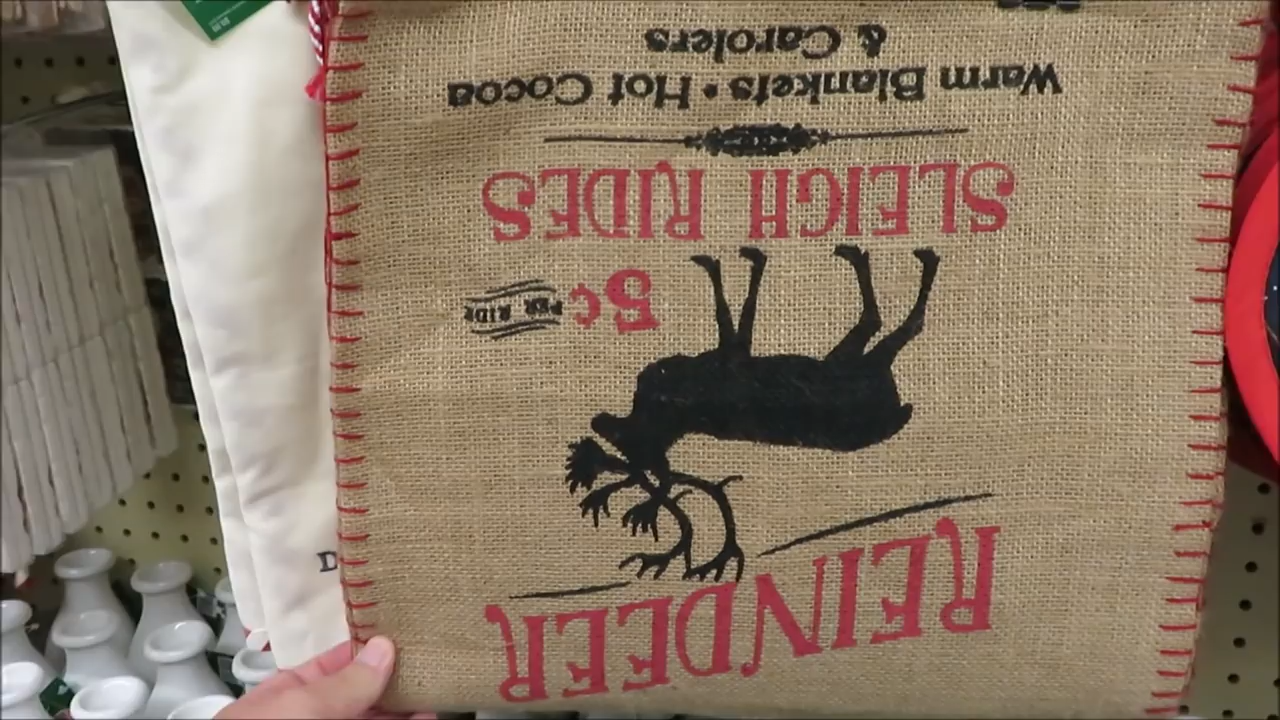 REINDEER
5¢ PER RIDE
SLEIGH RIDES
Warm Blankets • Hot Cocoa
& Carolers
D